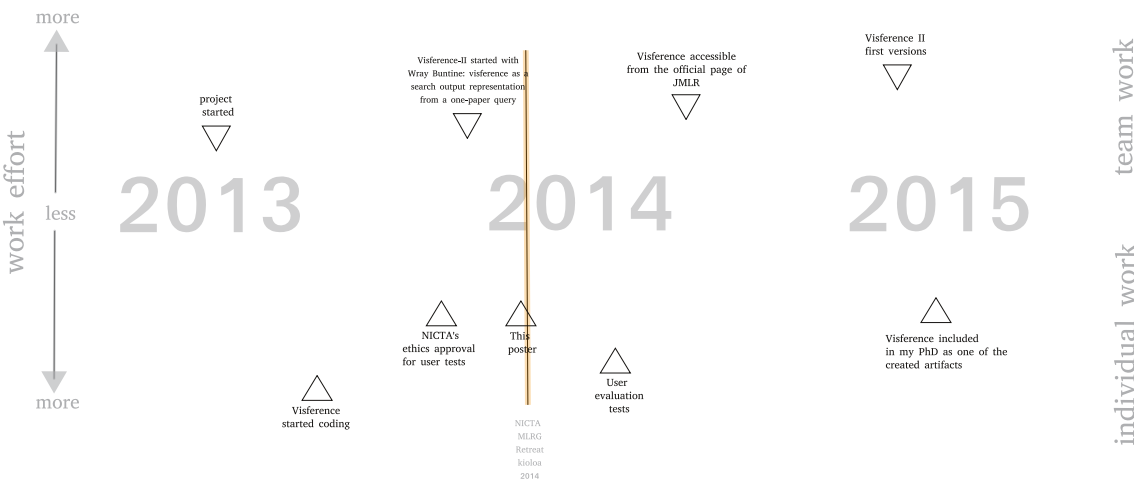 more
work effort
less
more
project
started
Visference-II started with
Wray Buntine: visference as a
search output representation
from a one-paper query
Visference accessible
from the official page of
JMLR
Visference II
first versions
2013
2014
2015
Visference
started coding
NICTA's
ethics approval
for user tests
This
poster
User
evaluation
tests
Visference included
in my PhD as one of the
created artifacts
NICTA
MLRG
Retreat
kioloa
2014
team work
individual work